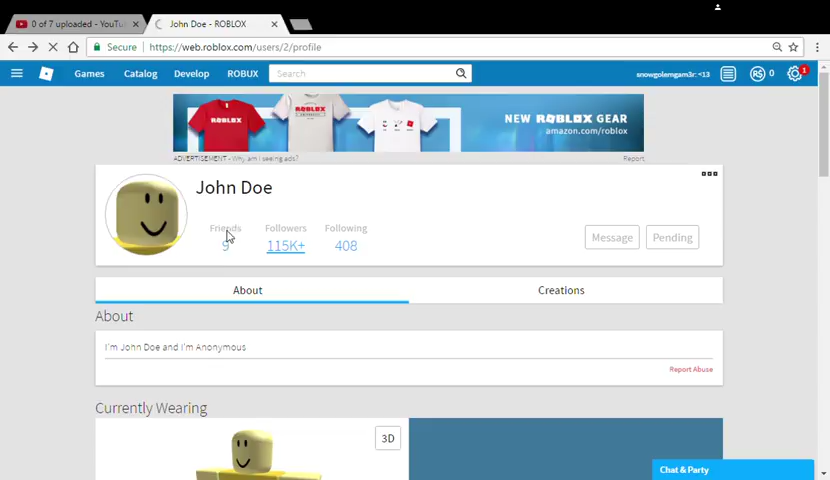 0 of 7 uploaded - YouTu
John Doe - ROBLOX
Secure
https://web.roblox.com/users/2/profile
Games
Catalog
Develop
ROBUX
Search
snowgolemgam3r: <13
0
1
ROBLOX
NEW ROBLOX GEAR
amazon.com/roblox
ADVERTISEMENT - Why am I seeing ads?
Report
John Doe
Friends
Followers
Following
9
115K+
408
Message
Pending
About
Creations
About
I'm John Doe and I'm Anonymous
Report Abuse
Currently Wearing
3D
Chat & Party